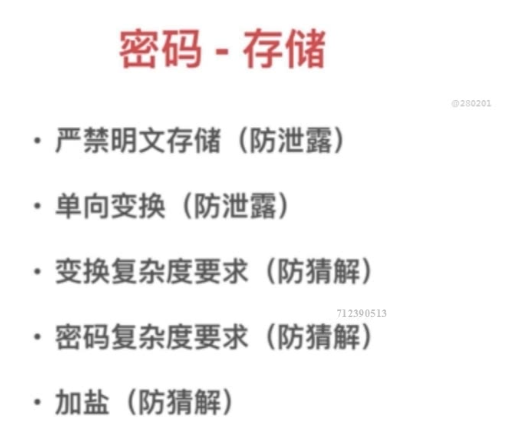 密码 - 存储
@280201
• 严禁明文存储（防泄露）
• 单向变换（防泄露）
• 变换复杂度要求（防猜解）
712390513
• 密码复杂度要求（防猜解）
• 加盐（防猜解）